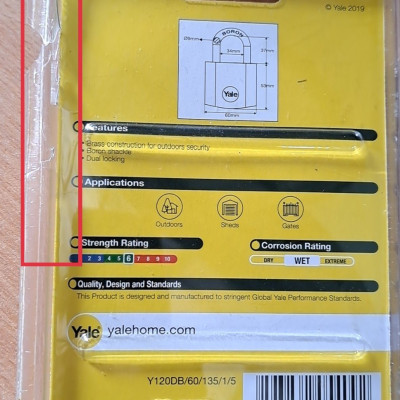 © Yale 2019
BORON
34mm
Yale
60mm
Features
• Brass construction for outdoors security
• Boron shackle
• Dual locking
Applications
Outdoors
Sheds
Gates
Strength Rating
2 3 4 5 6 7 8 9 10
Corrosion Rating
DRY WET EXTREME
Quality, Design and Standards
This Product is designed and manufactured to stringent Global Yale Performance Standards.
Yale yalehome.com
Y120DB/60/135/1/5